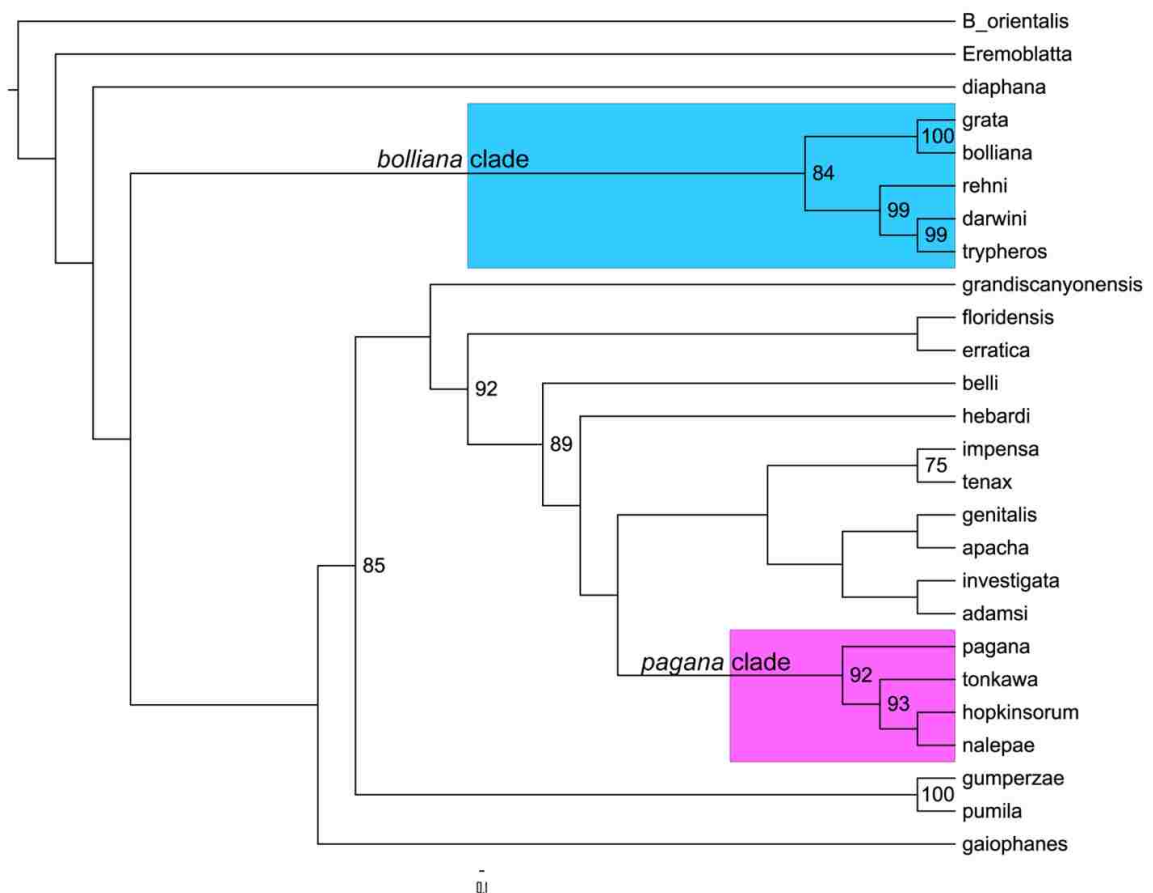 B_orientalis
Eremoblatta
diaphana
grata
100
bolliana
bolliana clade
84
rehni
99
darwini
99
trypheros
grandiscanyonensis
floridensis
erratica
92
belli
hebardi
89
impensa
75
tenax
genitalis
apacha
85
investigata
adamsi
pagana
pagana clade
92
tonkawa
93
hopkinsorum
nalepae
gumperzae
100
pumila
gaiophanes
0.1